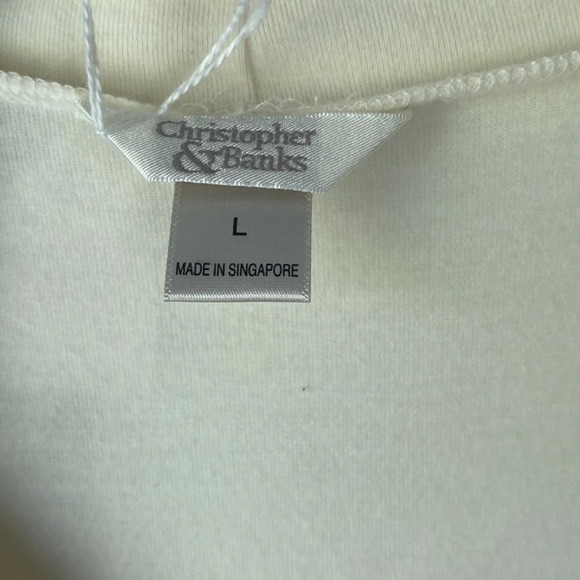 Christopher
& Banks
L
MADE IN SINGAPORE